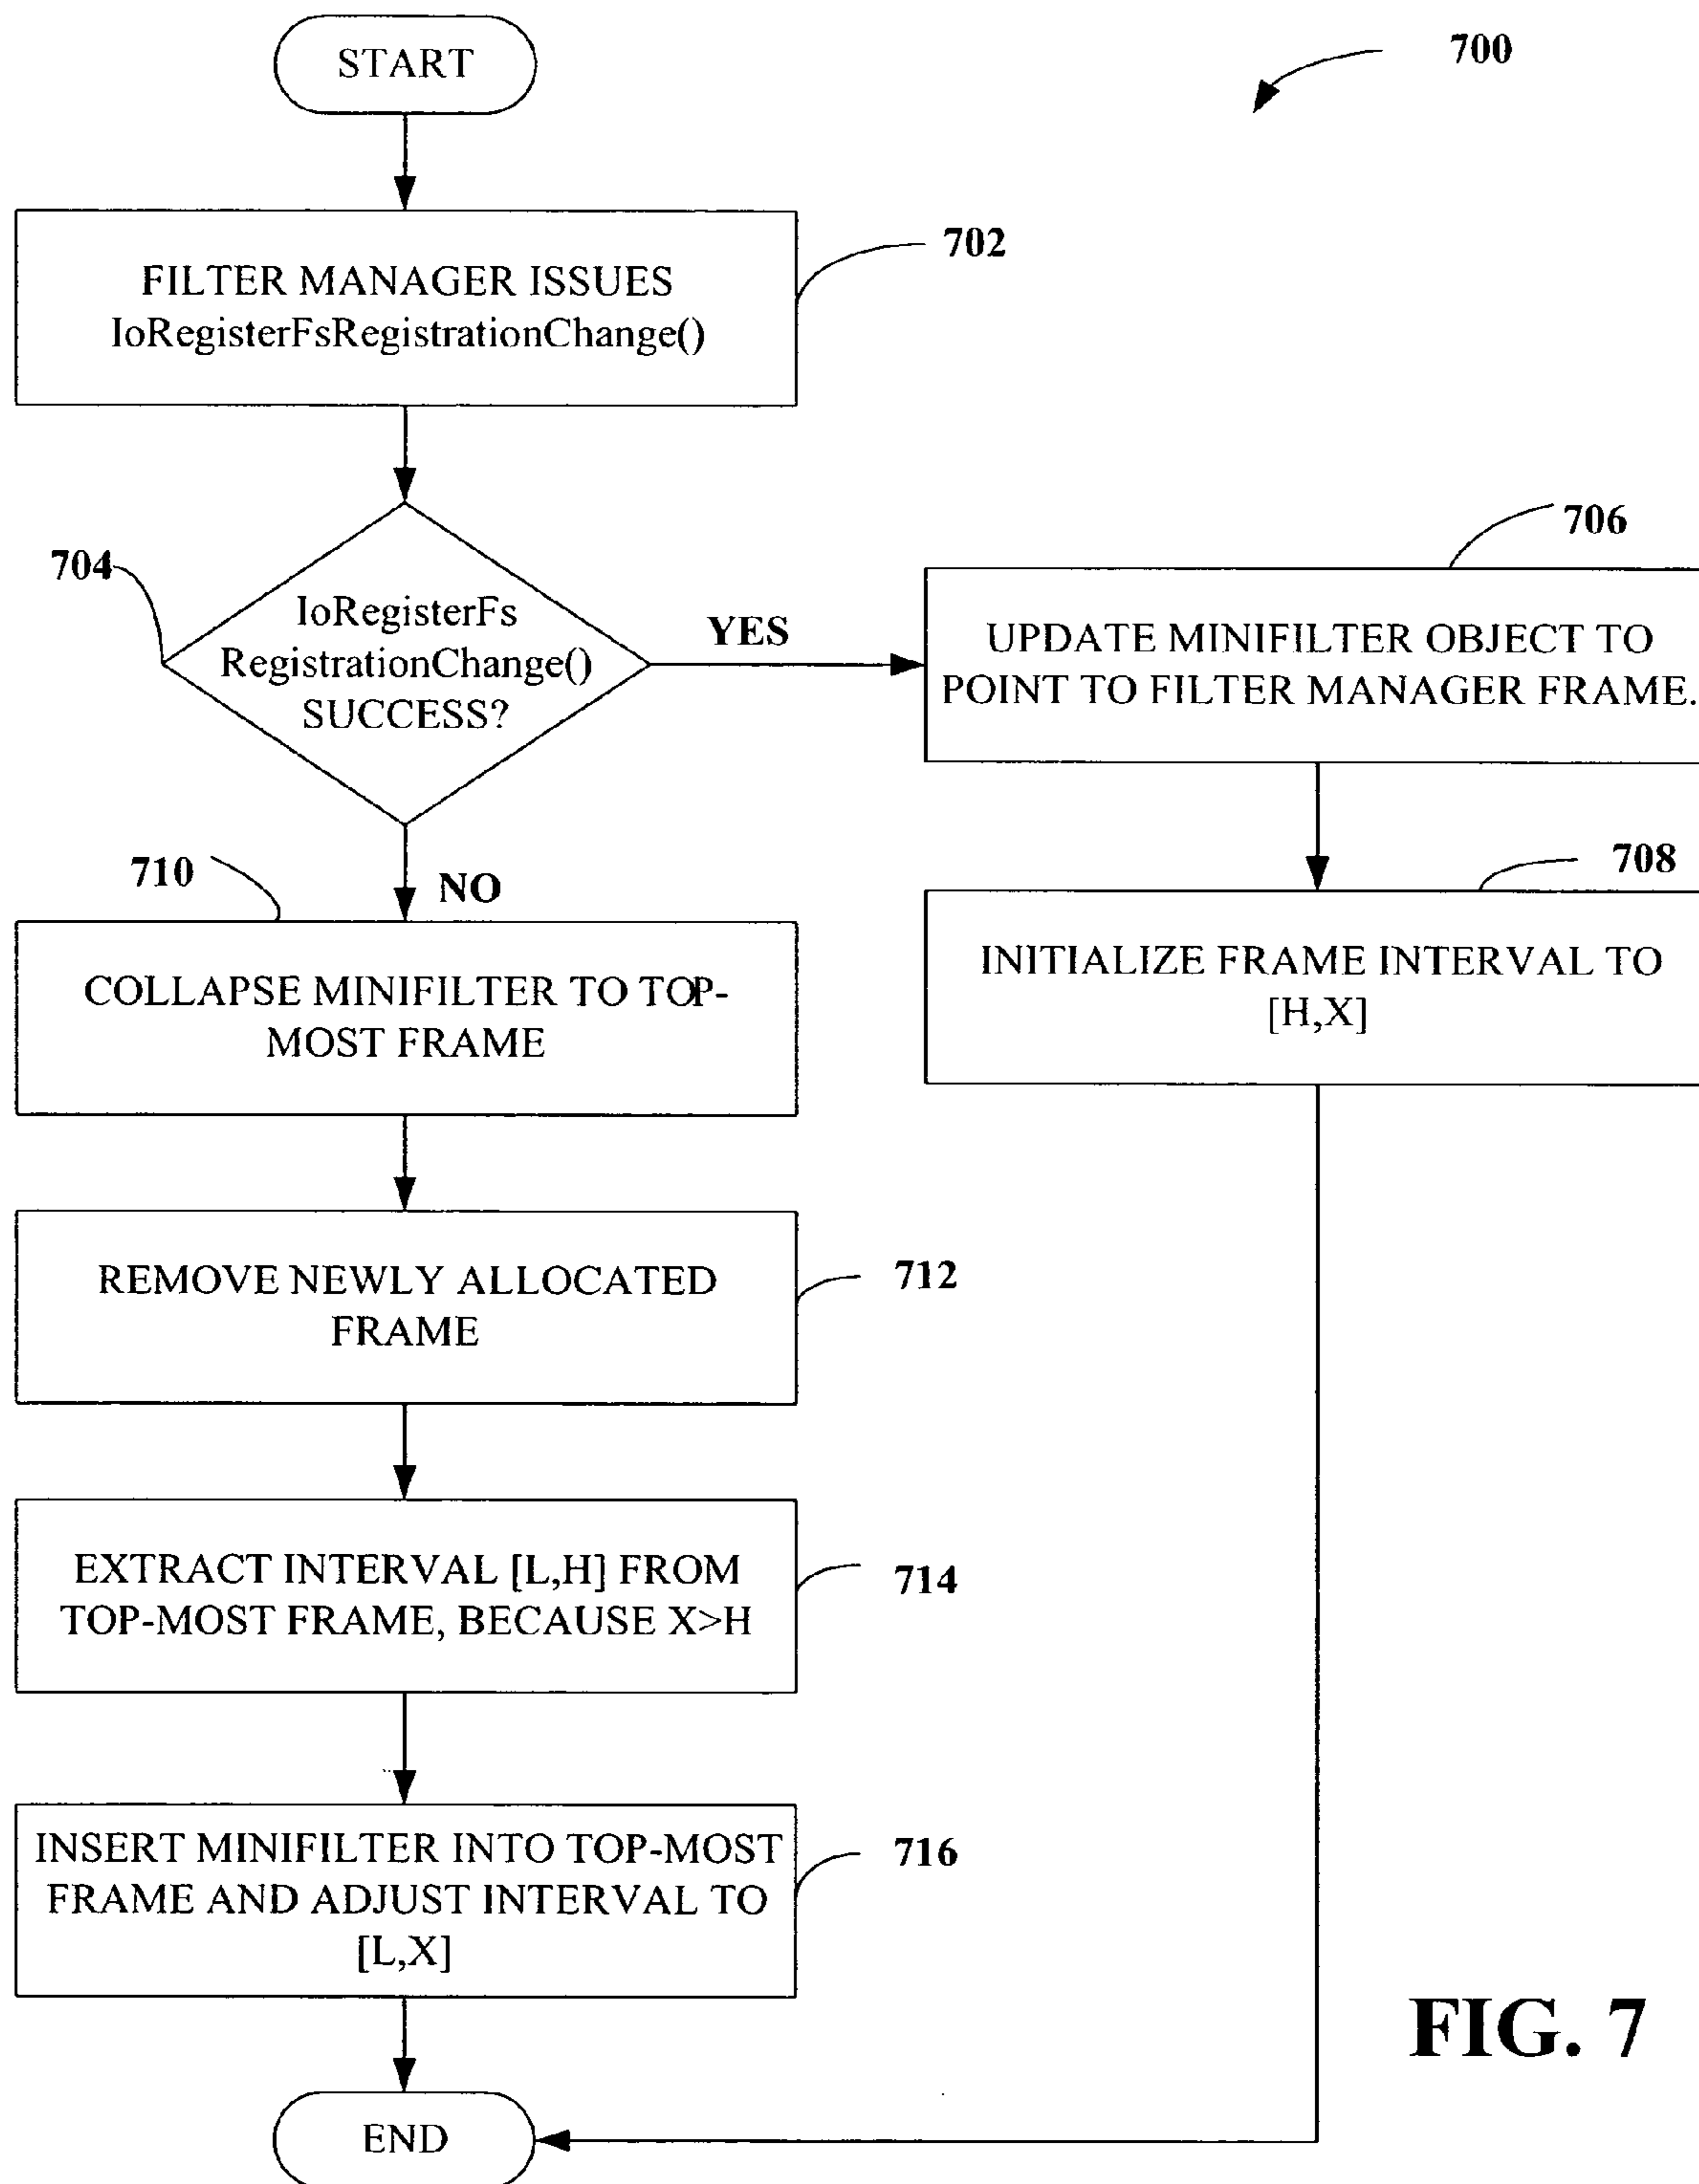 START
700
FILTER MANAGER ISSUES
IoRegisterFsRegistrationChange()
702
704
IoRegisterFs
RegistrationChange()
SUCCESS?
YES
706
UPDATE MINIFILTER OBJECT TO
POINT TO FILTER MANAGER FRAME.
708
INITIALIZE FRAME INTERVAL TO
[H,X]
710
NO
COLLAPSE MINIFILTER TO TOP-
MOST FRAME
REMOVE NEWLY ALLOCATED
FRAME
712
EXTRACT INTERVAL [L,H] FROM
TOP-MOST FRAME, BECAUSE X>H
714
INSERT MINIFILTER INTO TOP-MOST
FRAME AND ADJUST INTERVAL TO
[L,X]
716
END
FIG. 7